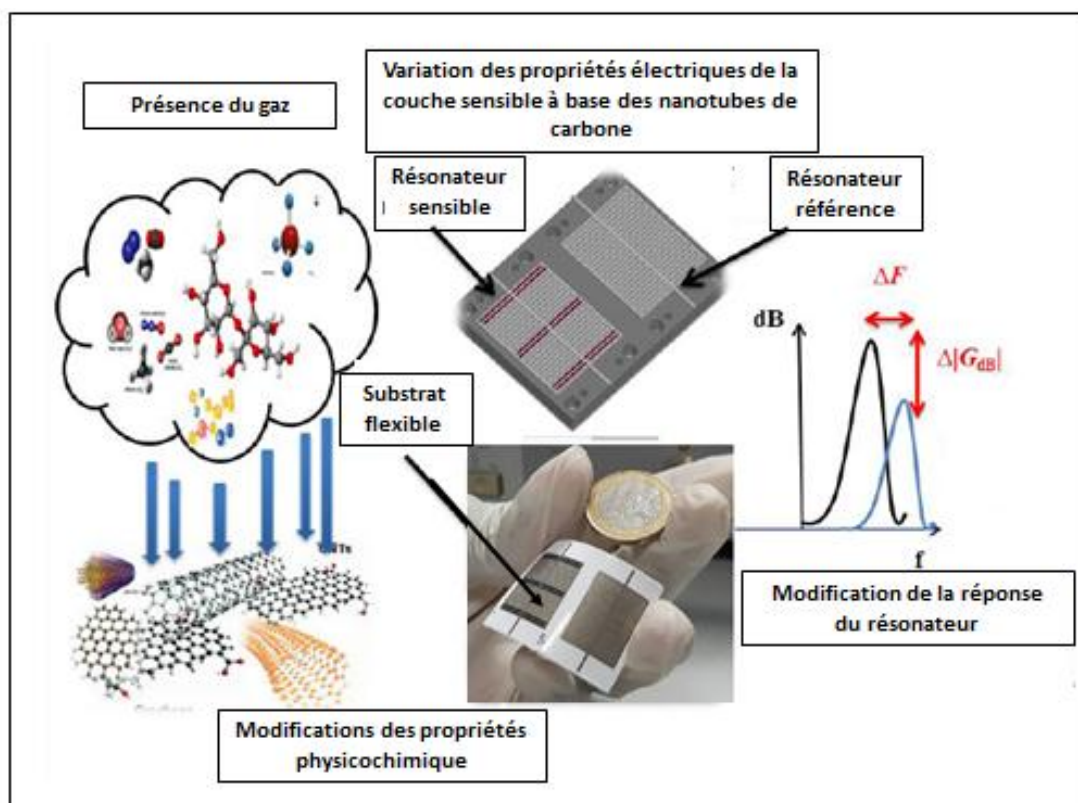 Présence du gaz
Variation des propriétés électriques de la
couche sensible à base des nanotubes de
carbone
Résonateur
sensible
Résonateur
référence
ΔF
dB
Δ|GdB|
Substrat
flexible
f
Modification de la réponse
du résonateur
Modifications des propriétés
physicochimique